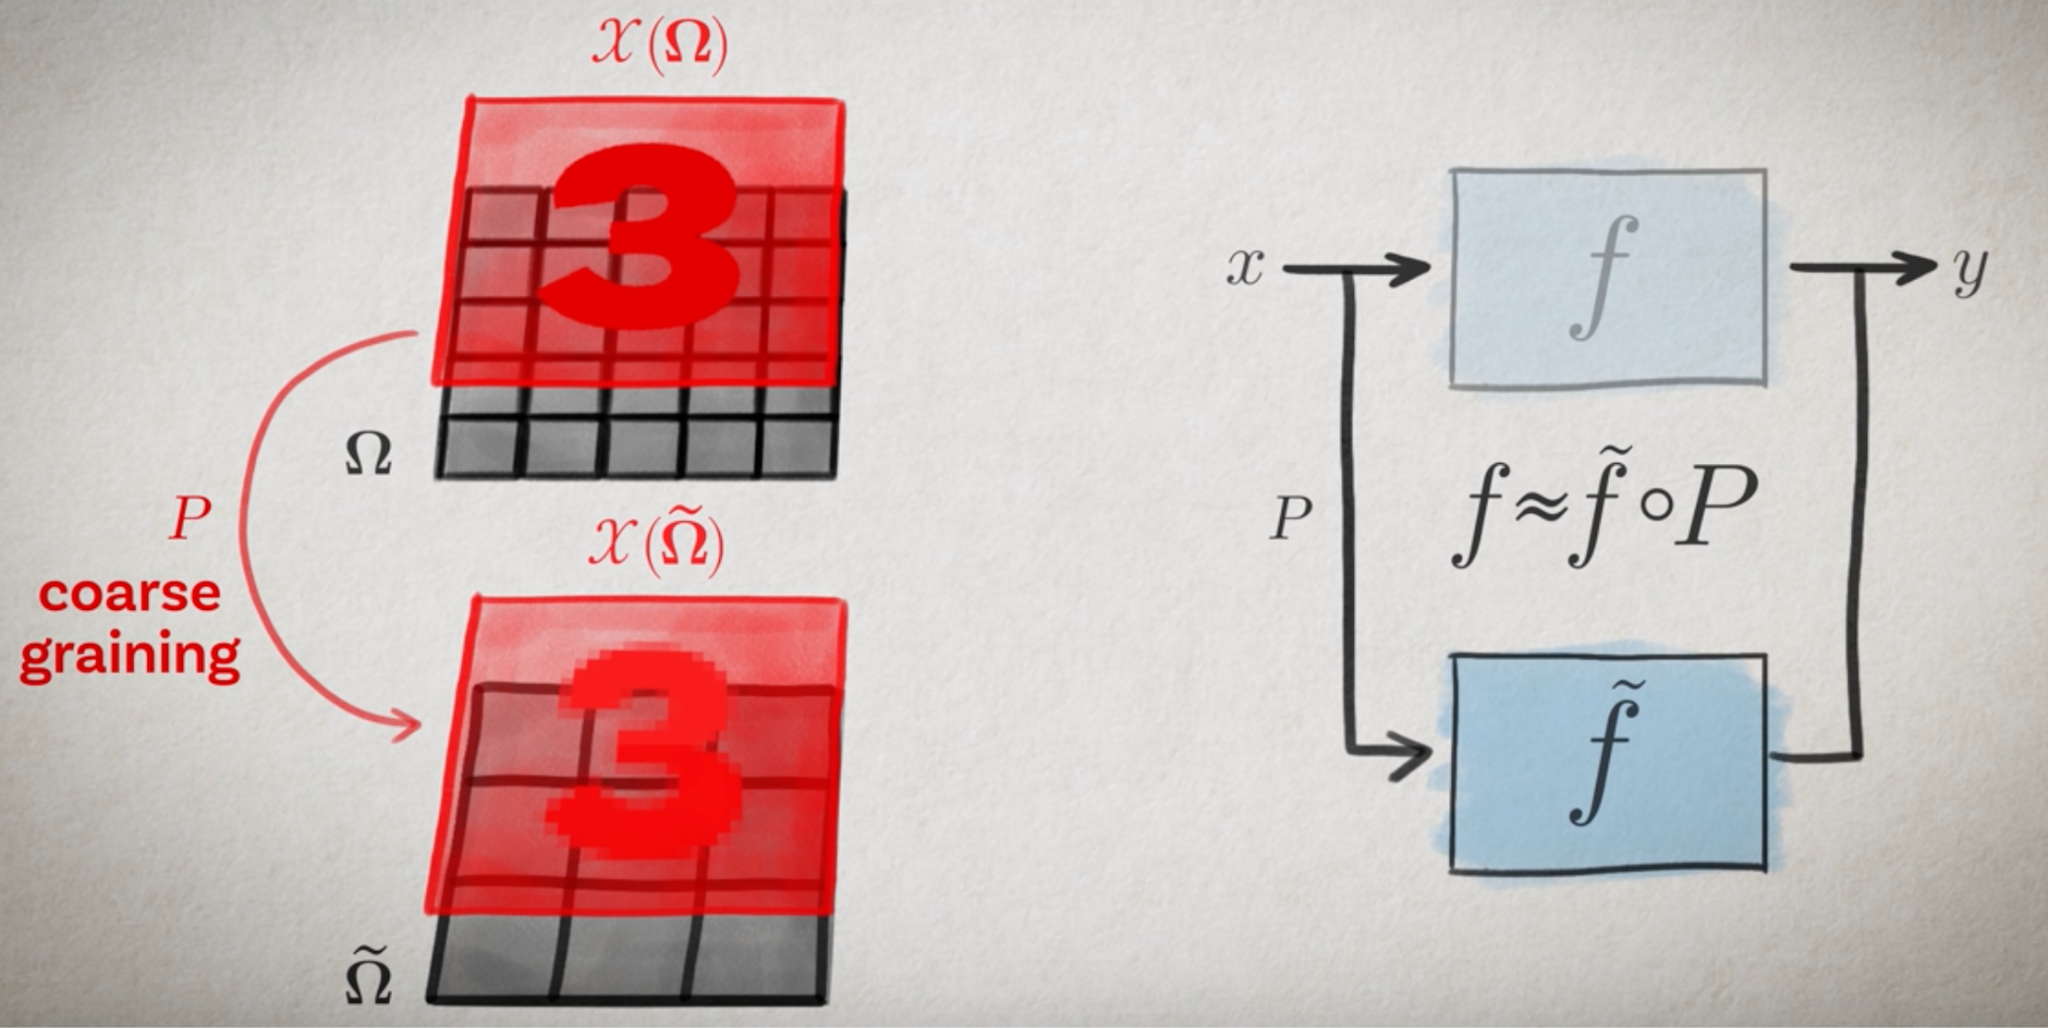 𝒳(Ω)
3
Ω
P
coarse
graining
𝒳(Ω̃)
3
Ω̃
x
f
y
P
f≈f̃∘P
f̃